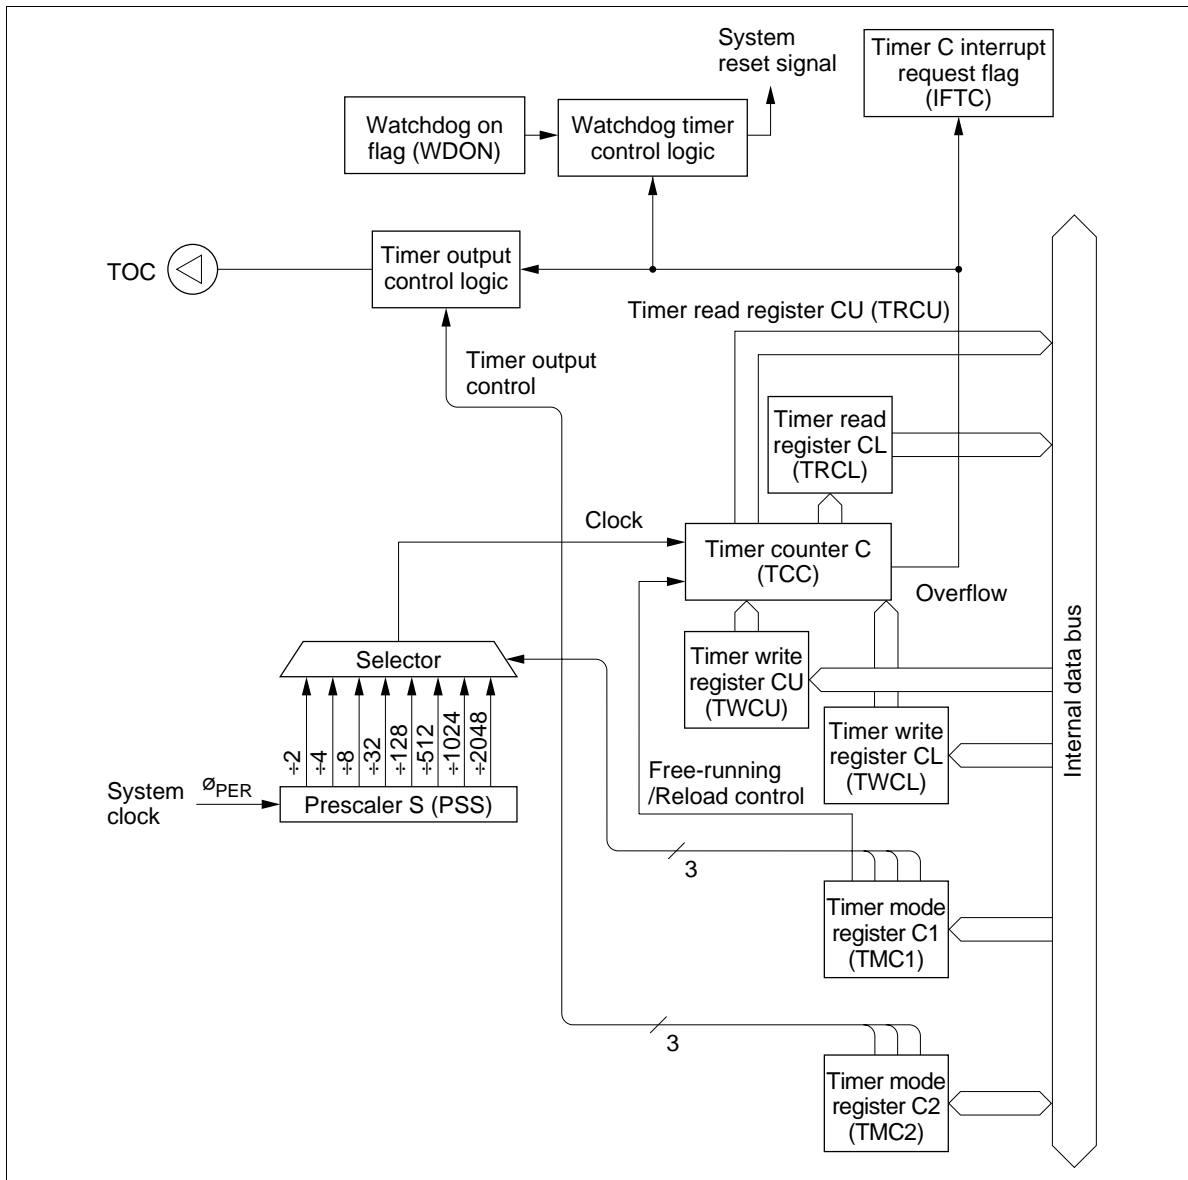 System
reset signal
Timer C interrupt
request flag
(IFTC)
Watchdog on
flag (WDON)
Watchdog timer
control logic
TOC
Timer output
control logic
Timer read register CU (TRCU)
Timer output
control
Timer read
register CL
(TRCL)
Clock
Timer counter C
(TCC)
Overflow
Internal data bus
Selector
Timer write
register CU
(TWCU)
÷2
÷4
÷8
÷32
÷128
÷512
÷1024
÷2048
Timer write
register CL
(TWCL)
System
clock
øPER
Prescaler S (PSS)
Free-running
/Reload control
3
Timer mode
register C1
(TMC1)
3
Timer mode
register C2
(TMC2)